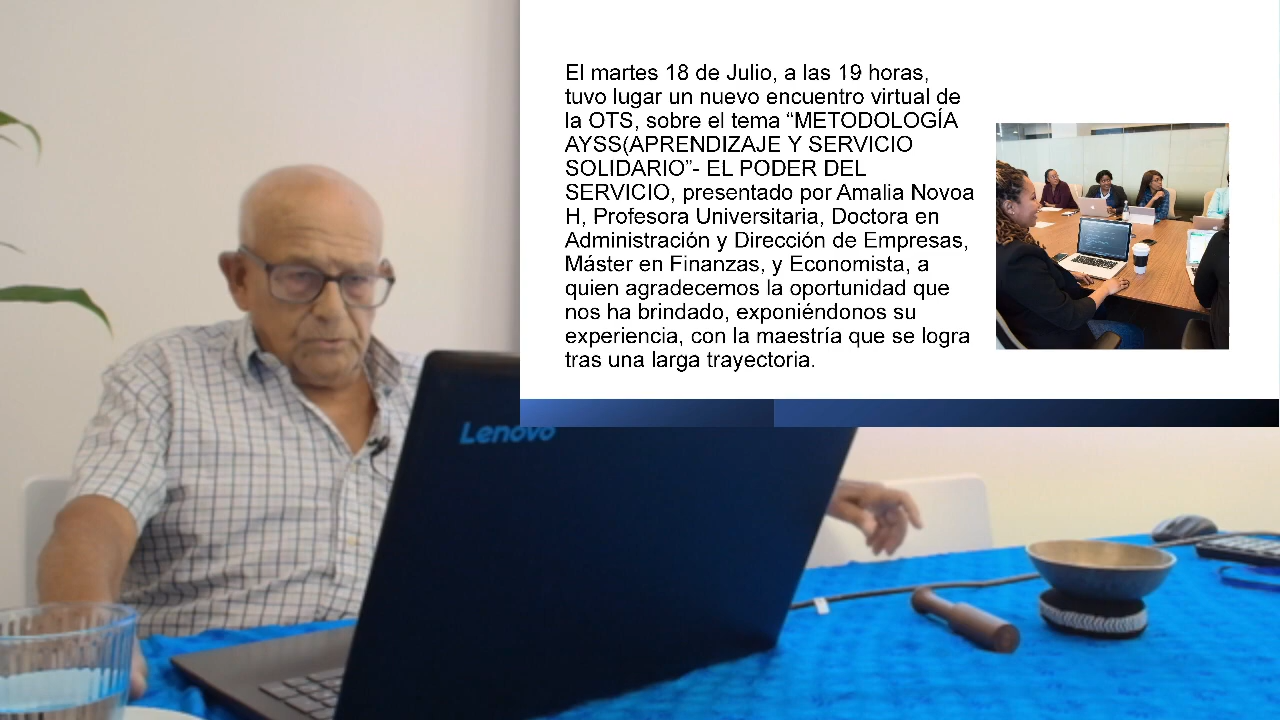 El martes 18 de Julio, a las 19 horas,
tuvo lugar un nuevo encuentro virtual de
la OTS, sobre el tema “METODOLOGÍA
AYSS(APRENDIZAJE Y SERVICIO
SOLIDARIO”- EL PODER DEL
SERVICIO, presentado por Amalia Novoa
H, Profesora Universitaria, Doctora en
Administración y Dirección de Empresas,
Máster en Finanzas, y Economista, a
quien agradecemos la oportunidad que
nos ha brindado, exponiéndonos su
experiencia, con la maestría que se logra
tras una larga trayectoria.
Lenovo